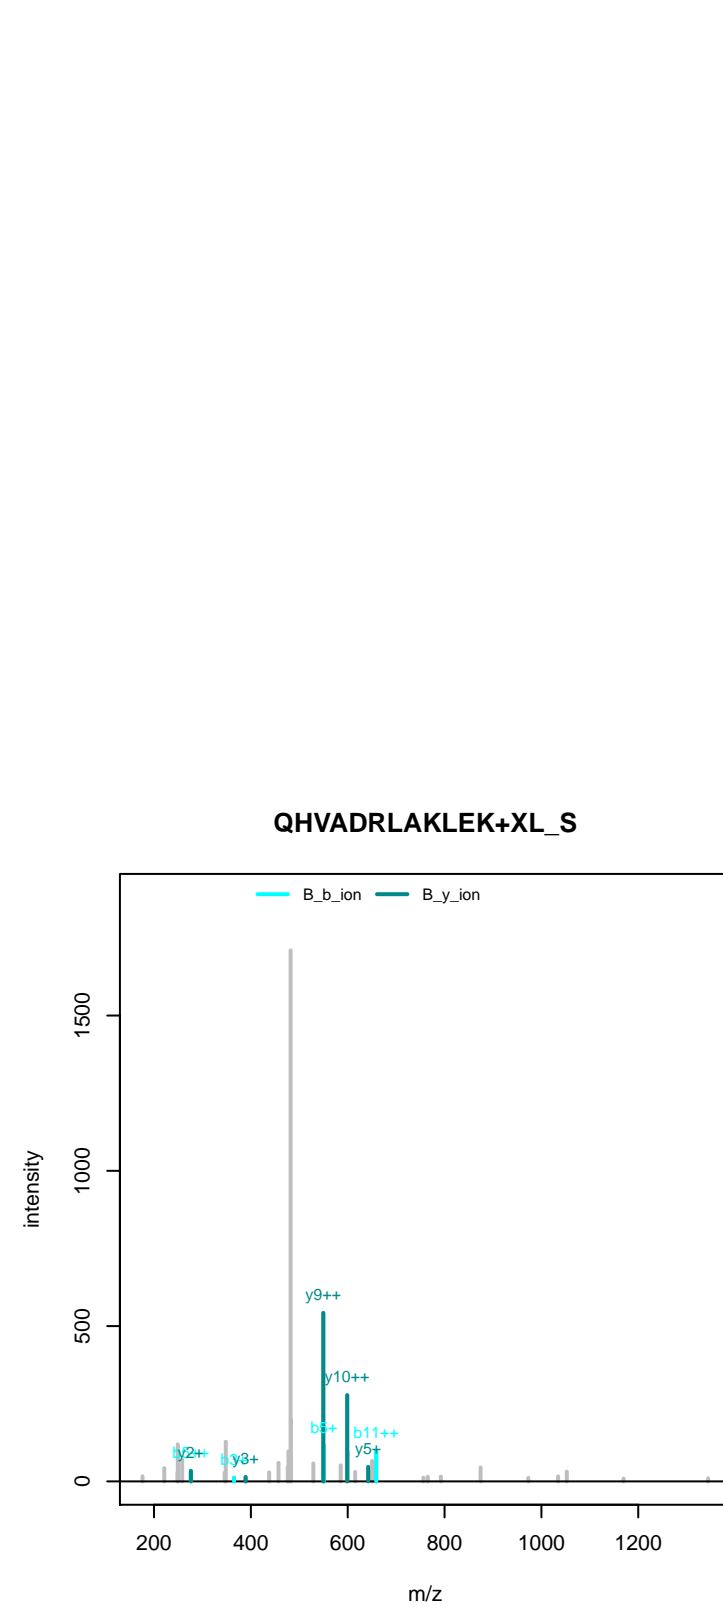 QHVADRLAKLEK+XL_S
B_b_ion B_y_ion
1500
1000
500
0
intensity
y9++
y10++
b5+
b11++
y5+
y2+
y3+
200 400 600 800 1000 1200
m/z